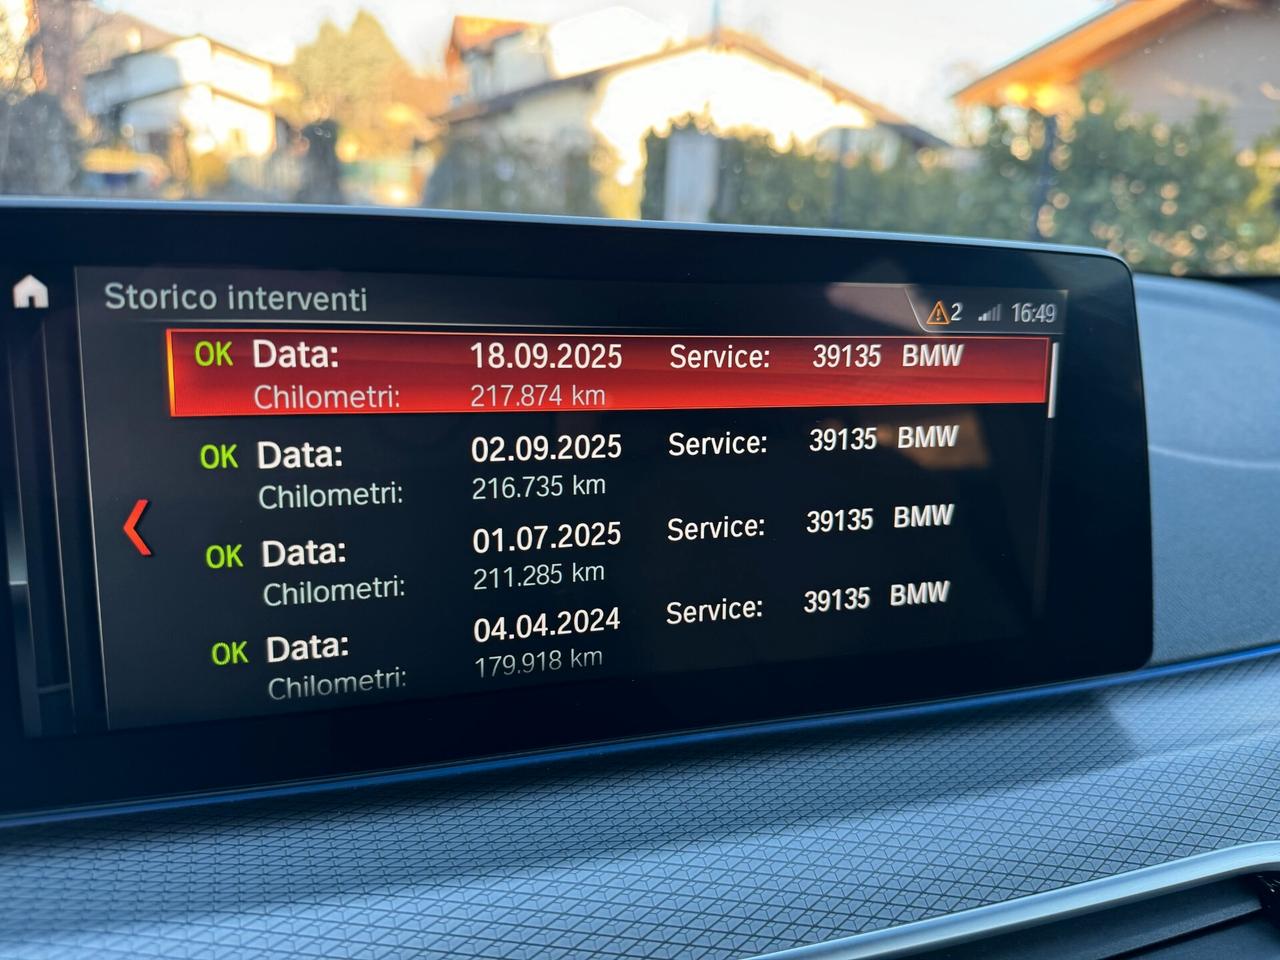 Storico interventi
2 16:49
OK Data: 18.09.2025 Service: 39135 BMW
Chilometri: 217.874 km
OK Data: 02.09.2025 Service: 39135 BMW
Chilometri: 216.735 km
OK Data: 01.07.2025 Service: 39135 BMW
Chilometri: 211.285 km
OK Data: 04.04.2024 Service: 39135 BMW
Chilometri: 179.918 km